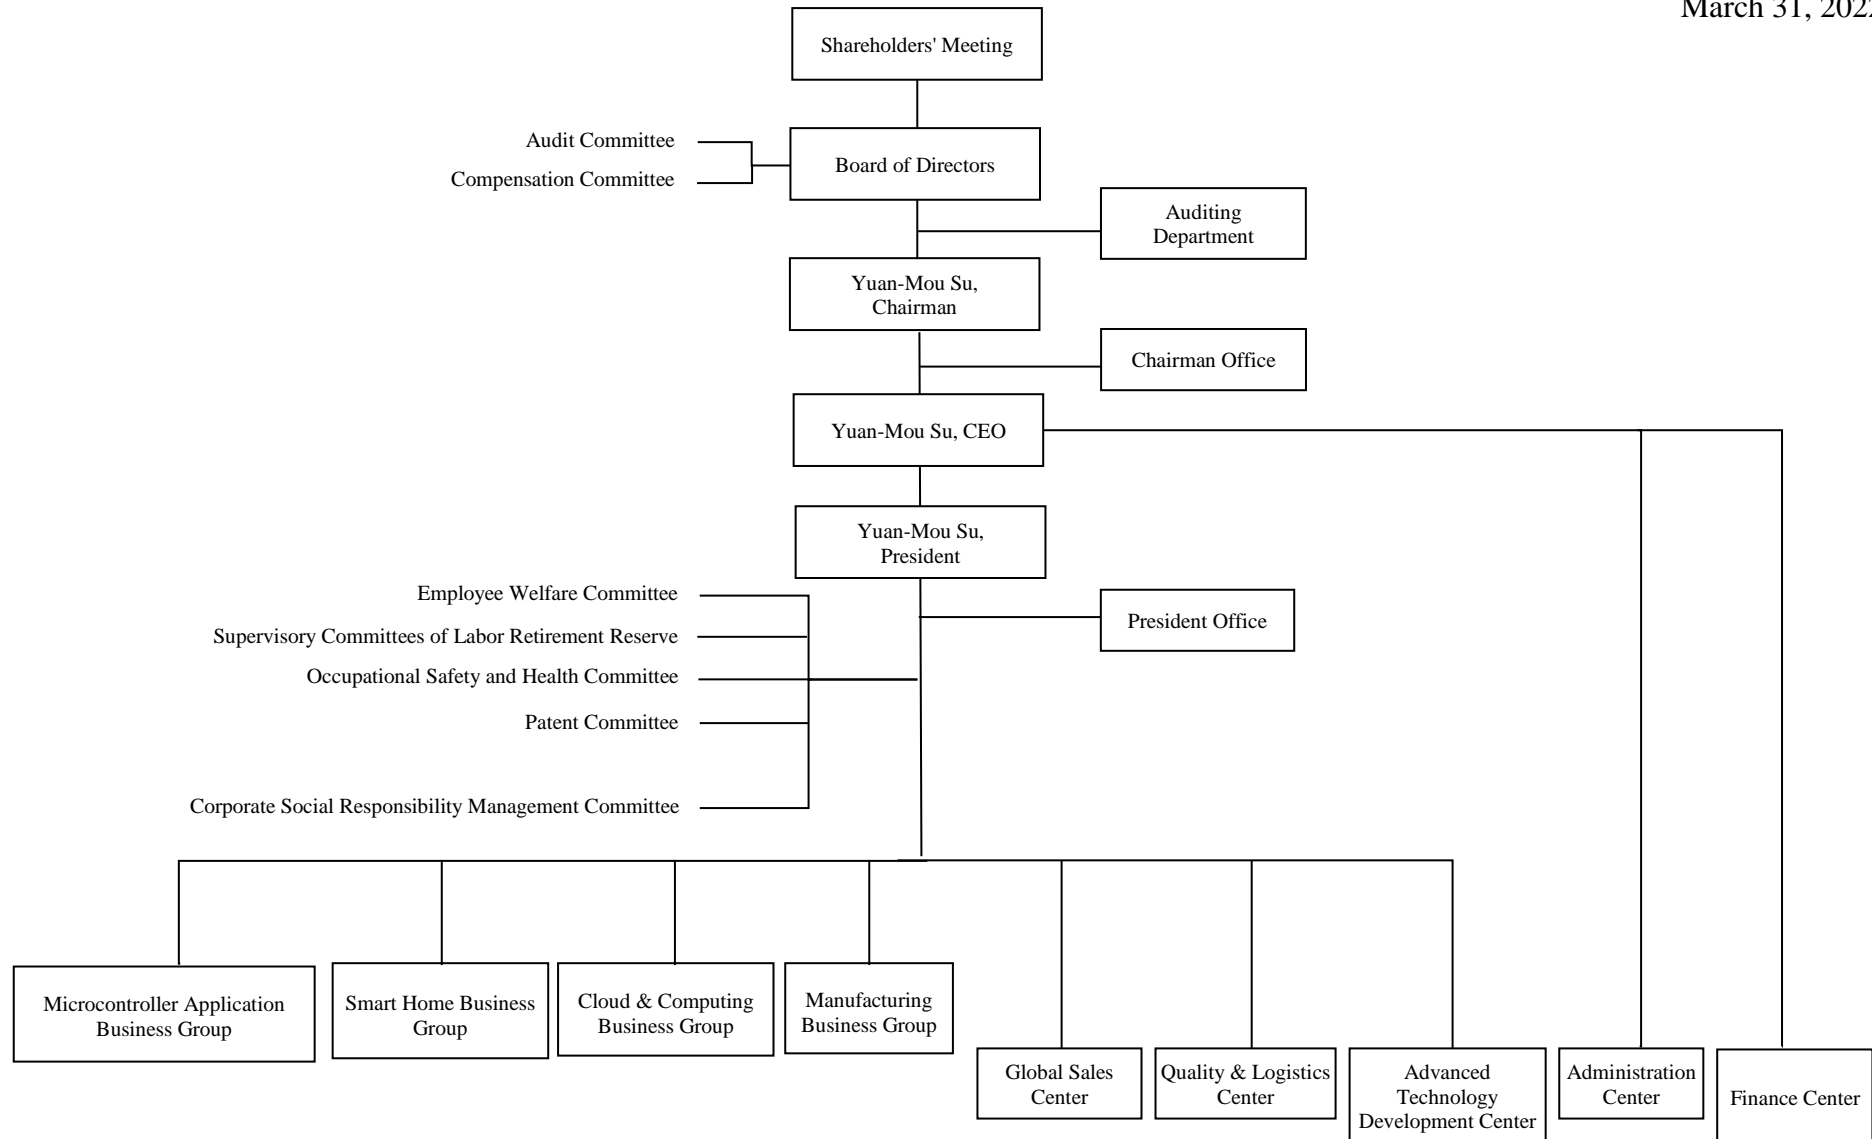 March 31, 2022
Shareholders' Meeting
Audit Committee
Compensation Committee
Board of Directors
Auditing
Department
Yuan-Mou Su,
Chairman
Chairman Office
Yuan-Mou Su, CEO
Yuan-Mou Su,
President
Employee Welfare Committee
Supervisory Committees of Labor Retirement Reserve
Occupational Safety and Health Committee
Patent Committee
Corporate Social Responsibility Management Committee
President Office
Microcontroller Application
Business Group
Smart Home Business
Group
Cloud & Computing
Business Group
Manufacturing
Business Group
Global Sales
Center
Quality & Logistics
Center
Advanced
Technology
Development Center
Administration
Center
Finance Center